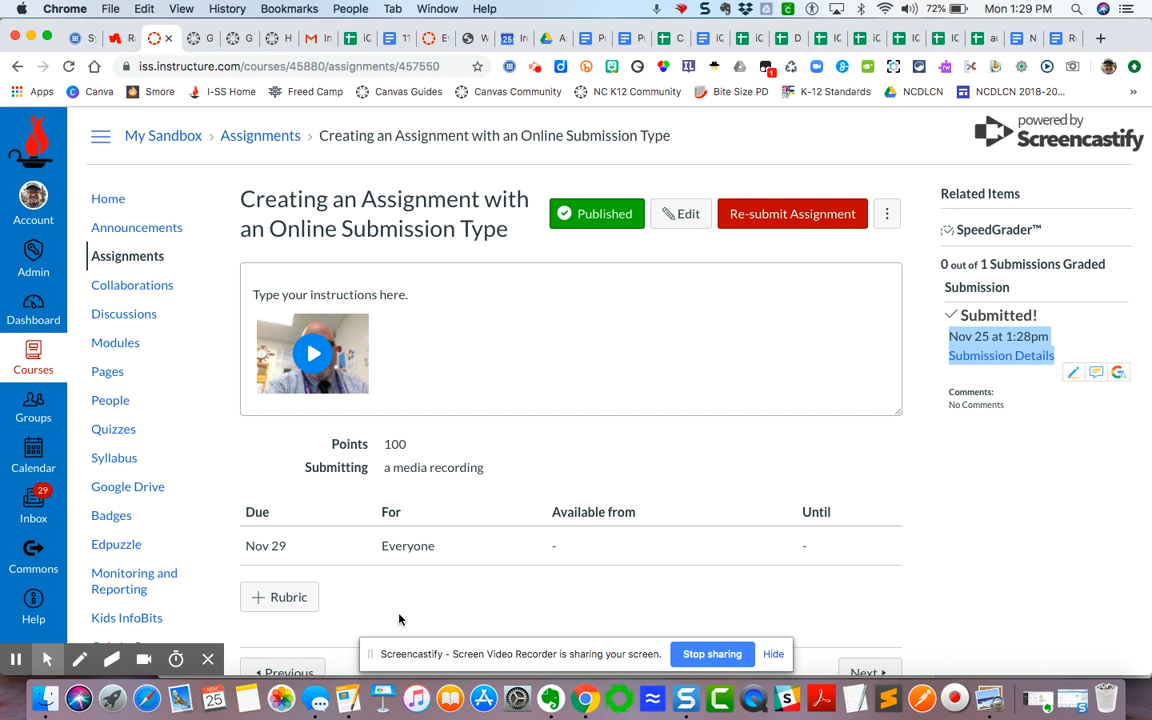 Chrome File Edit View History Bookmarks People Tab Window Help 72% Mon 1:29 PM
iss.instructure.com/courses/45880/assignments/457550
Apps Canva Smore I-SS Home Freed Camp Canvas Guides Canvas Community NC K12 Community Bite Size PD K-12 Standards NCDLCN NCDLCN 2018-20... »
My Sandbox › Assignments › Creating an Assignment with an Online Submission Type
powered by
Screencastify
Account
Admin
Dashboard
Courses
Groups
Calendar
29
Inbox
Commons
Help
Home
Announcements
Assignments
Collaborations
Discussions
Modules
Pages
People
Quizzes
Syllabus
Google Drive
Badges
Edpuzzle
Monitoring and
Reporting
Kids InfoBits
Creating an Assignment with
an Online Submission Type
Published Edit Re-submit Assignment
Type your instructions here.
Points 100
Submitting a media recording
Due For Available from Until
Nov 29 Everyone - -
+ Rubric
Previous Next
Related Items
SpeedGrader™
0 out of 1 Submissions Graded
Submission
Submitted!
Nov 25 at 1:28pm
Submission Details
Comments:
No Comments
Screencastify - Screen Video Recorder is sharing your screen. Stop sharing Hide